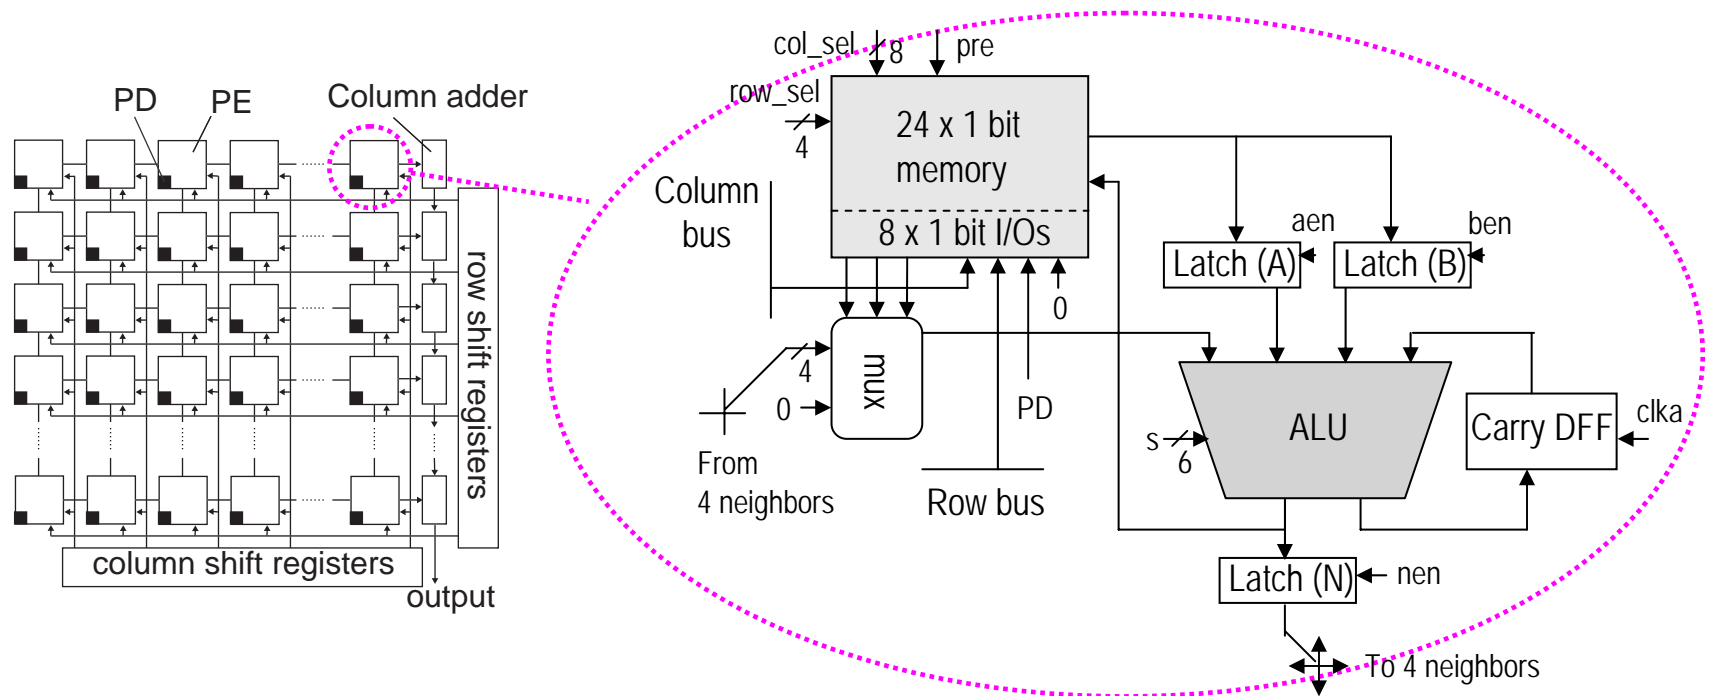 PD
PE
Column adder
row shift registers
column shift registers
output
col_sel
8
pre
row_sel
4
24 x 1 bit
memory
8 x 1 bit I/Os
Column
bus
0
mux
4
0
From
4 neighbors
PD
Row bus
aen
ben
Latch (A)
Latch (B)
s
6
ALU
Carry DFF
clka
Latch (N)
nen
To 4 neighbors